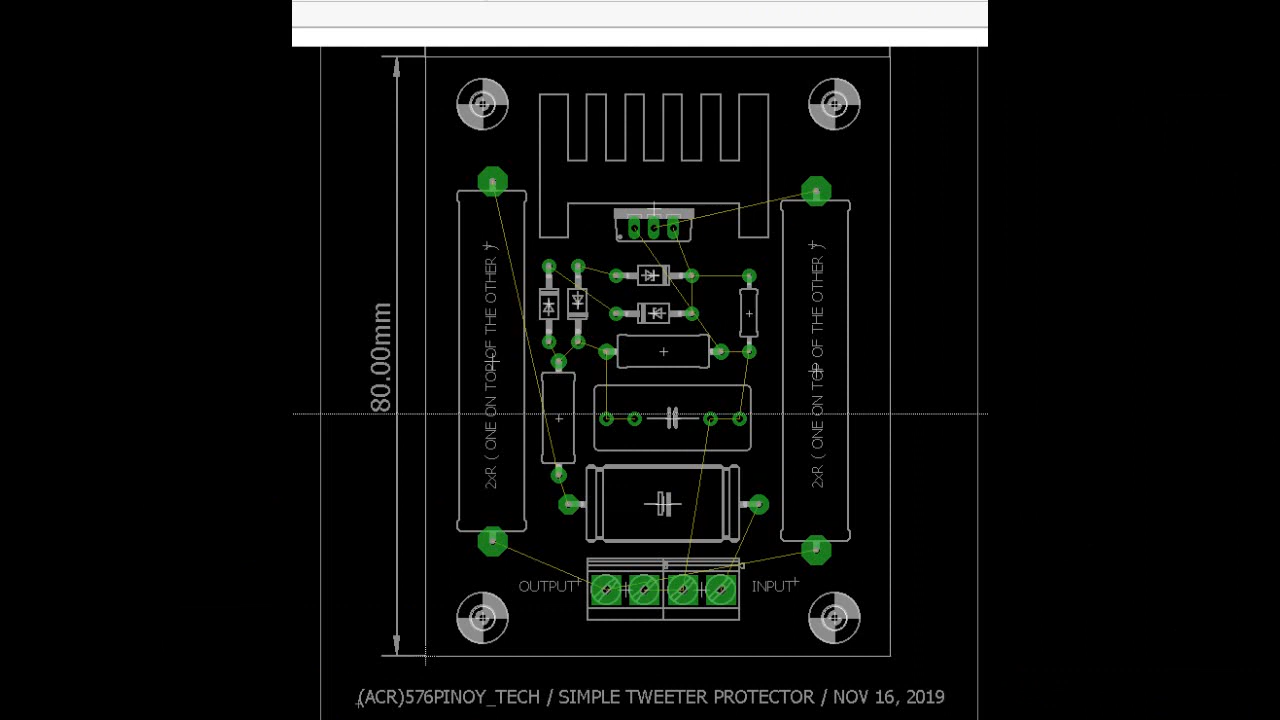 80.00mm
2xR ( ONE ON TOP OF THE OTHER )
2xR ( ONE ON TOP OF THE OTHER )
OUTPUT
INPUT
(ACR)576PINOY_TECH / SIMPLE TWEETER PROTECTOR / NOV 16, 2019